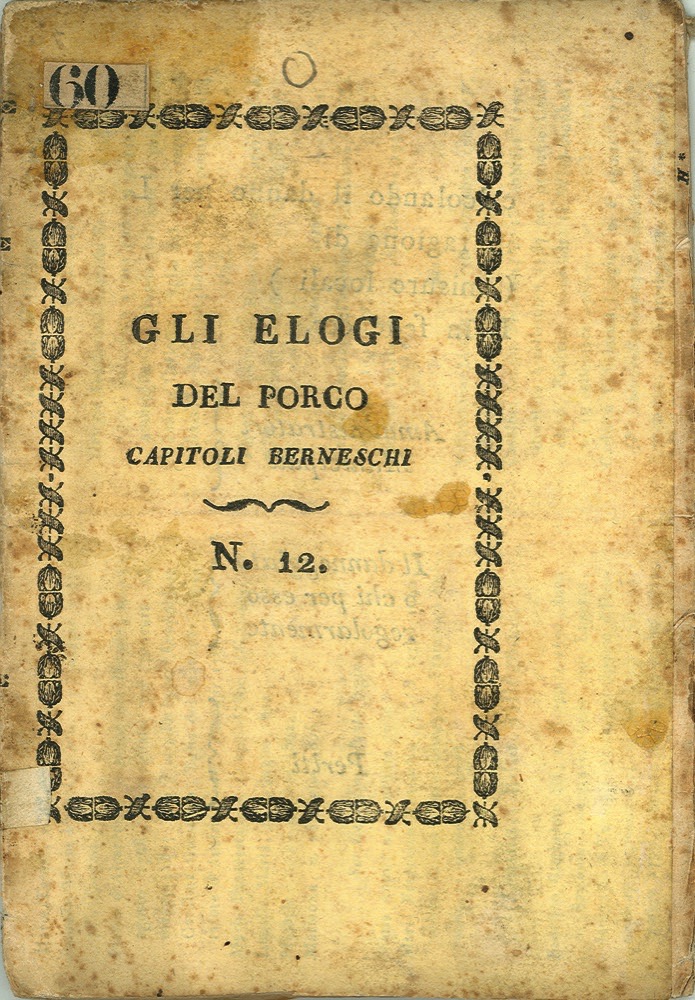 60
GLI ELOGI
DEL PORCO
CAPITOLI BERNESCHI
N. 12.